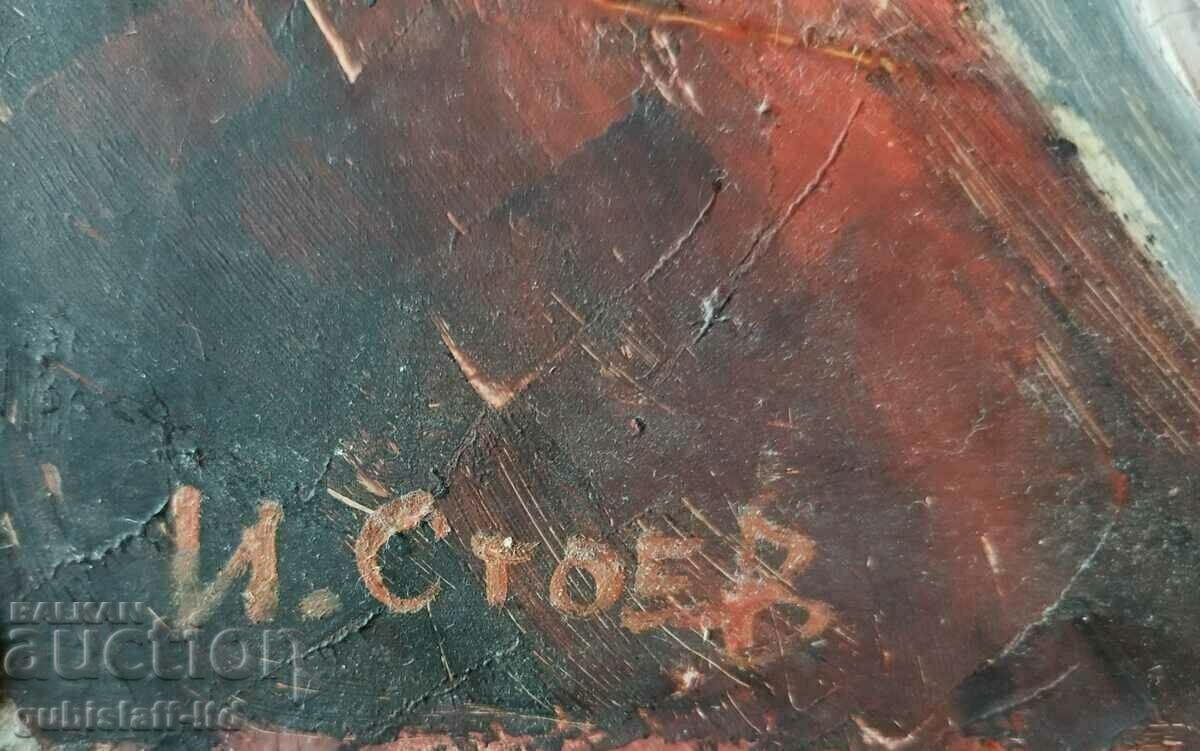 И. Стоев
BALKAN
auction
gubislaff-ltd